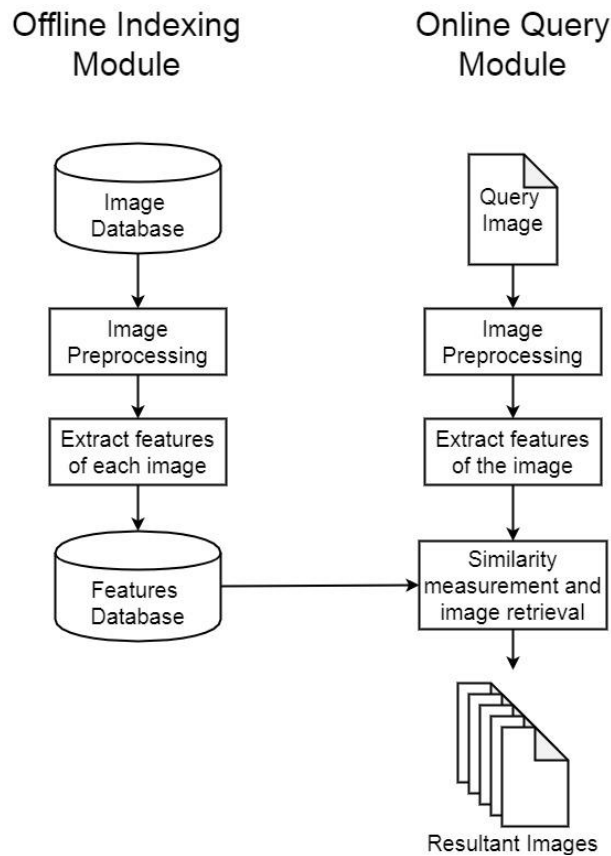 Offline Indexing
Module
Online Query
Module
Image
Database
Query
Image
Image
Preprocessing
Image
Preprocessing
Extract features
of each image
Extract features
of the image
Features
Database
Similarity
measurement and
image retrieval
Resultant Images